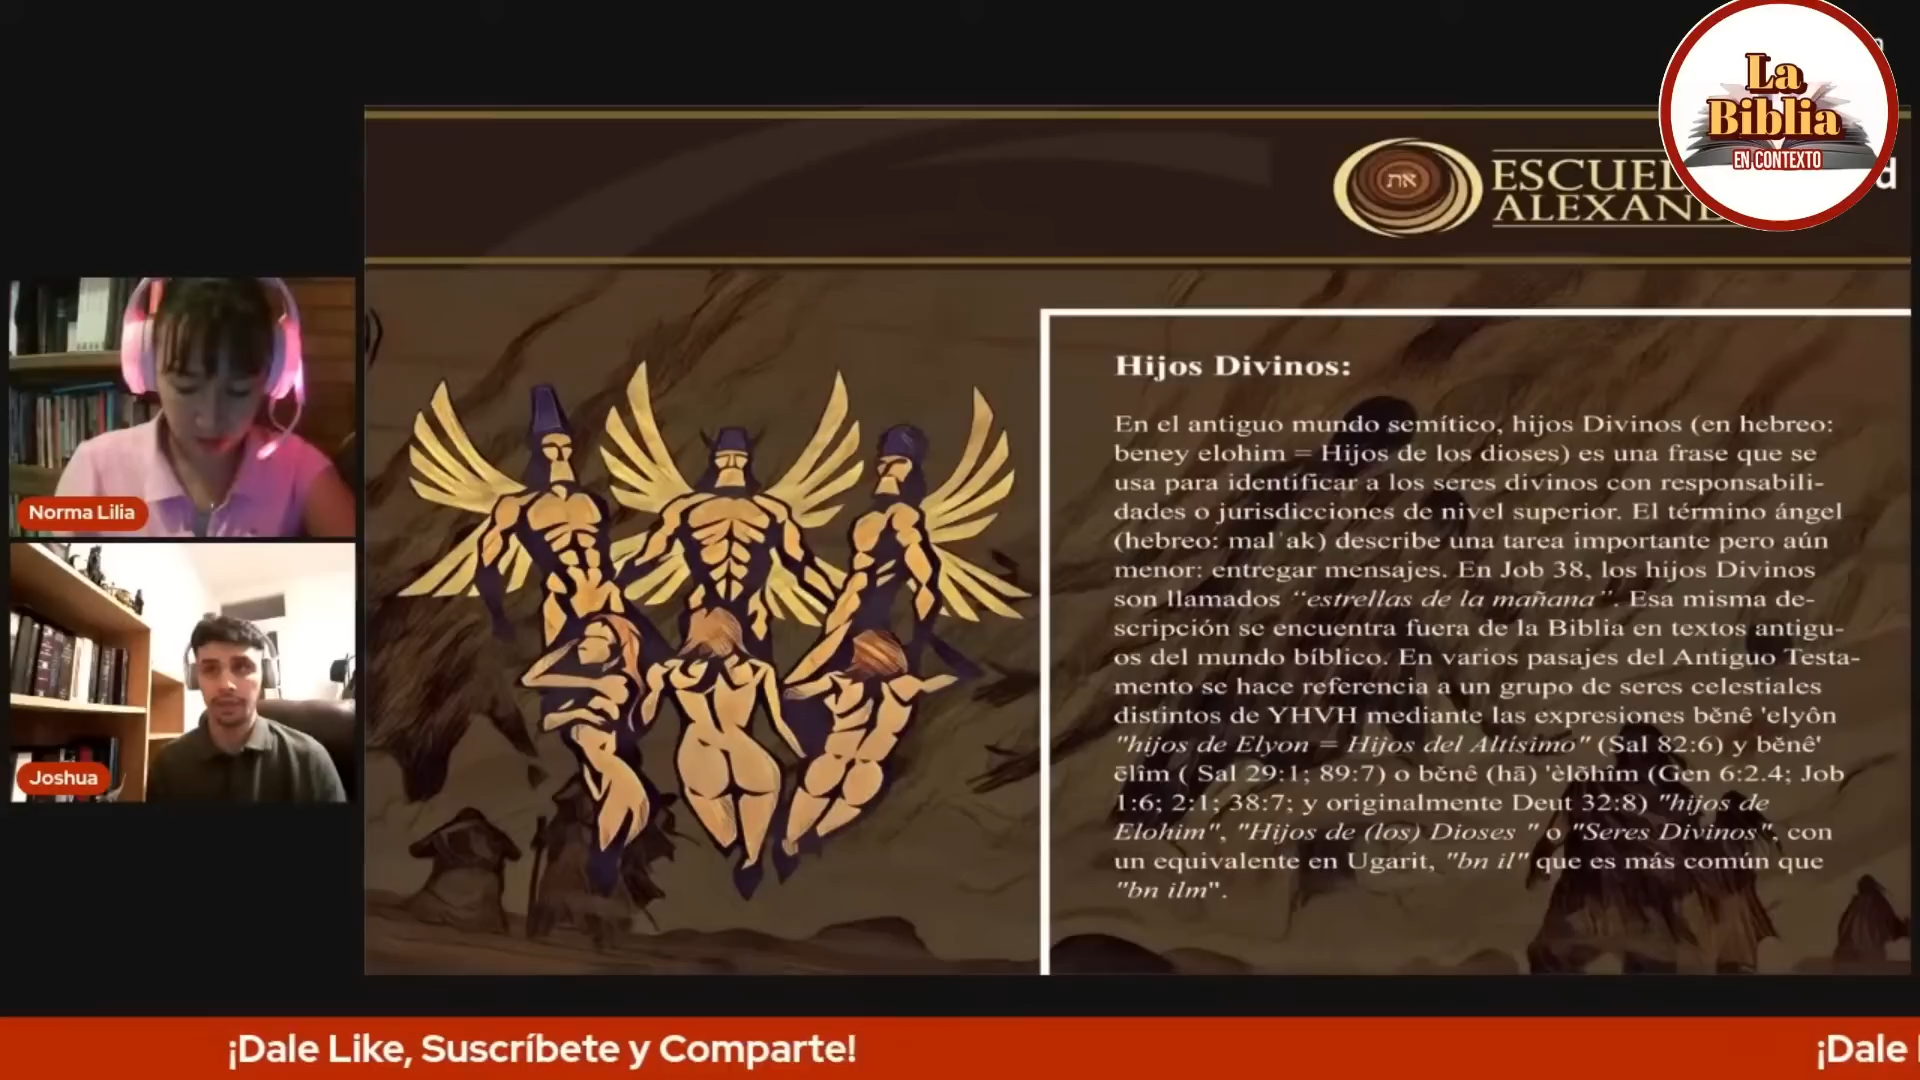 La
Biblia
EN CONTEXTO
את
ESCUEL
ALEXAN
d
Norma Lilia
Joshua
Hijos Divinos:
En el antiguo mundo semítico, hijos Divinos (en hebreo:
beney elohim = Hijos de los dioses) es una frase que se
usa para identificar a los seres divinos con responsabili-
dades o jurisdicciones de nivel superior. El término ángel
(hebreo: malʾak) describe una tarea importante pero aún
menor: entregar mensajes. En Job 38, los hijos Divinos
son llamados “estrellas de la mañana”. Esa misma de-
scripción se encuentra fuera de la Biblia en textos antigu-
os del mundo bíblico. En varios pasajes del Antiguo Testa-
mento se hace referencia a un grupo de seres celestiales
distintos de YHVH mediante las expresiones bĕnê 'elyôn
"hijos de Elyon = Hijos del Altísimo" (Sal 82:6) y bĕnê'
ēlîm ( Sal 29:1; 89:7) o bĕnê (hā) 'èlōhîm (Gen 6:2.4; Job
1:6; 2:1; 38:7; y originalmente Deut 32:8) "hijos de
Elohim", "Hijos de (los) Dioses " o "Seres Divinos", con
un equivalente en Ugarit, "bn il" que es más común que
"bn ilm".
¡Dale Like, Suscríbete y Comparte!
¡Dale